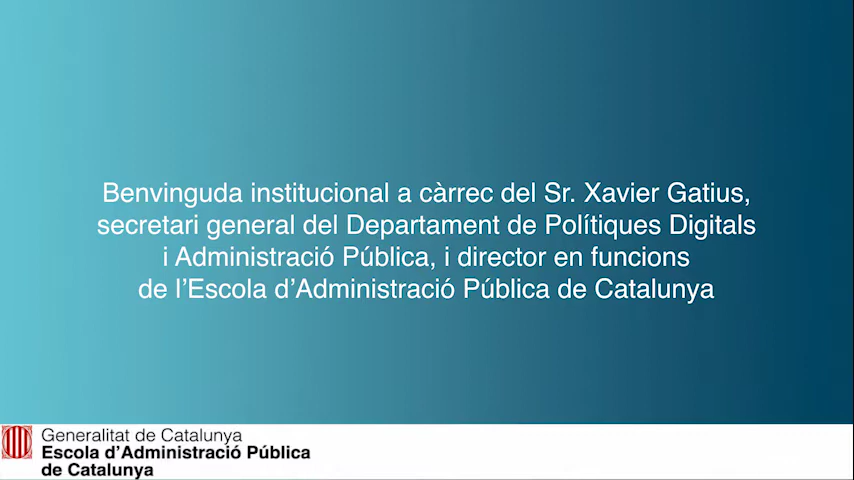 Benvinguda institucional a càrrec del Sr. Xavier Gatius,
secretari general del Departament de Polítiques Digitals
i Administració Pública, i director en funcions
de l’Escola d’Administració Pública de Catalunya
Generalitat de Catalunya
Escola d’Administració Pública
de Catalunya